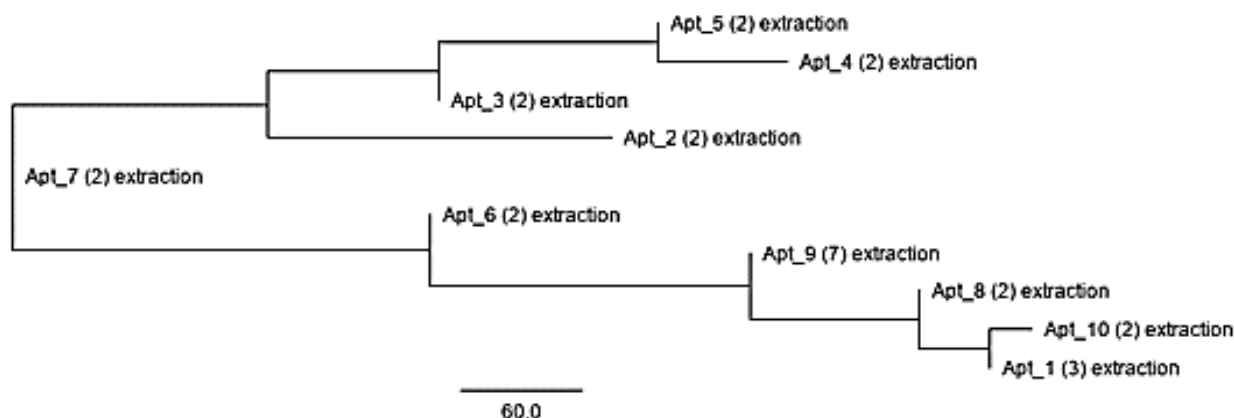 Apt_5 (2) extraction
Apt_4 (2) extraction
Apt_3 (2) extraction
Apt_2 (2) extraction
Apt_7 (2) extraction
Apt_6 (2) extraction
Apt_9 (7) extraction
Apt_8 (2) extraction
Apt_10 (2) extraction
Apt_1 (3) extraction
60.0